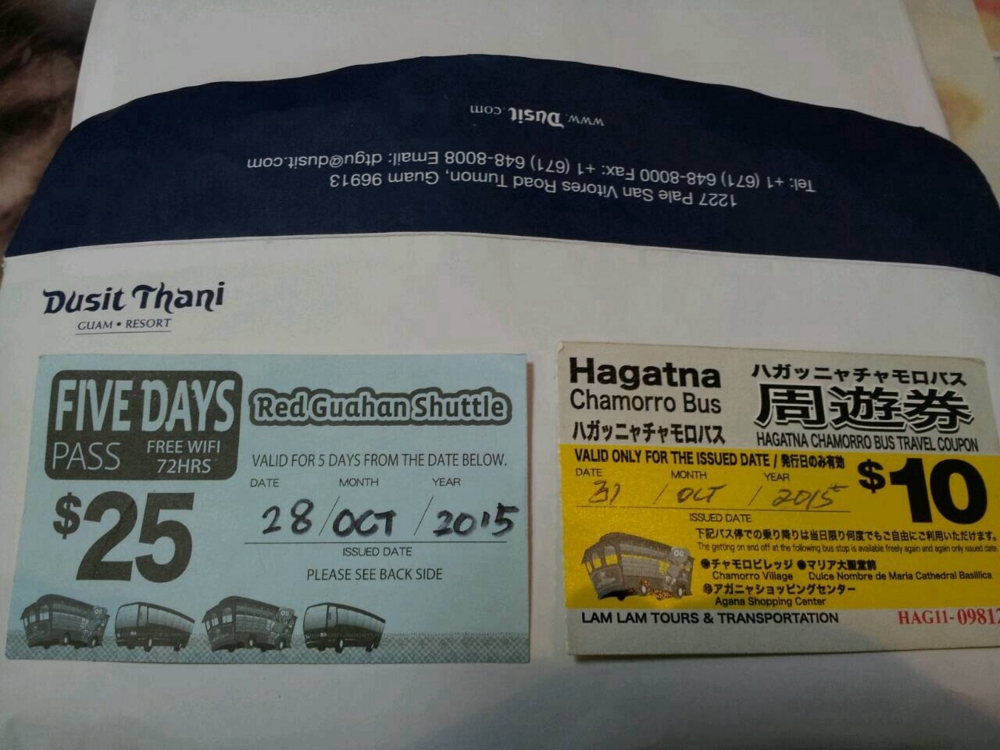 www.Dusit.com
Tel: +1 (671) 648-8000 Fax: +1 (671) 648-8008 Email: dtgu@dusit.com
1227 Pale San Vitores Road Tumon, Guam 96913
Dusit Thani
GUAM • RESORT
FIVE DAYS
PASS FREE WIFI
72HRS
$25
Red Guahan Shuttle
VALID FOR 5 DAYS FROM THE DATE BELOW.
DATE MONTH YEAR
28 / OCT / 2015
ISSUED DATE
PLEASE SEE BACK SIDE
Hagatna
Chamorro Bus
ハガッニャチャモロバス
ハガッニャチャモロバス
周遊券
HAGATNA CHAMORRO BUS TRAVEL COUPON
VALID ONLY FOR THE ISSUED DATE / 発行日のみ有効
DATE MONTH YEAR
31 / OCT / 2015
ISSUED DATE
$10
下記バス停での乗り降りは当日限り何度でもご自由にご利用いただけます。
The getting on and off at the following bus stop is available freely again and again only issued date.
●チャモロビレッジ ●マリア大聖堂前
Chamorro Village Dulce Nombre de Maria Cathedral Basillica
アガニャショッピングセンター
Agana Shopping Center
LAM LAM TOURS & TRANSPORTATION
HAG11-0981